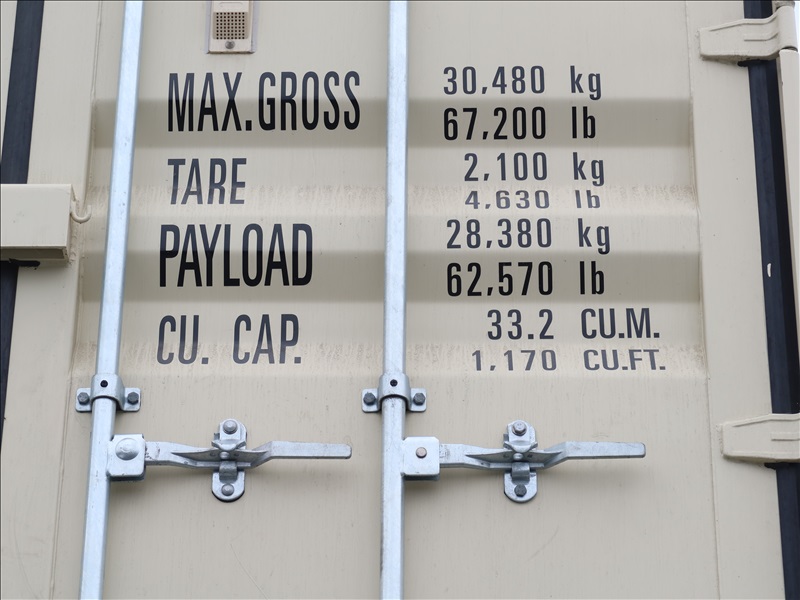 MAX.GROSS 30,480 kg
67,200 lb
TARE 2,100 kg
4,630 lb
PAYLOAD 28,380 kg
62,570 lb
CU. CAP. 33.2 CU.M.
1,170 CU.FT.